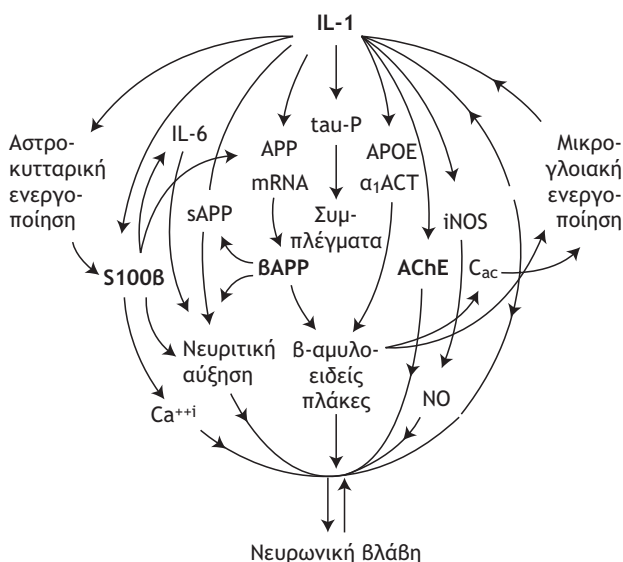 IL-1
Αστρο-
κυτταρική
ενεργο-
ποίηση
IL-6
APP
mRNA
tau-P
APOE
α₁ACT
Μικρο-
γλοιακή
ενεργο-
ποίηση
sAPP
Συμ-
πλέγματα
iNOS
S100β
βAPP
AChE
Cac
Νευριτική
αύξηση
β-αμυλο-
ειδείς
πλάκες
Ca⁺⁺ⁱ
NO
Νευρωνική βλάβη